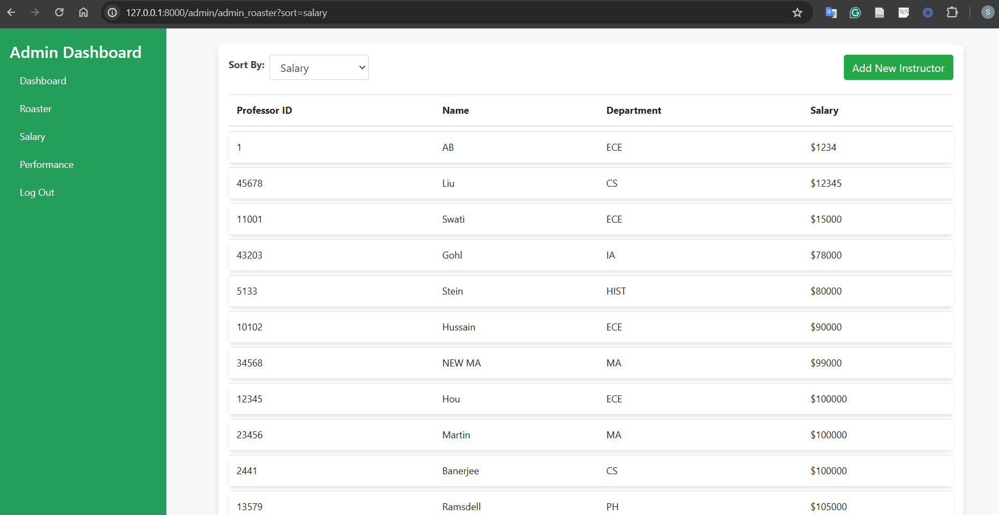 127.0.0.1:8000/admin/admin_roaster?sort=salary
S
Admin Dashboard
Dashboard
Roaster
Salary
Performance
Log Out
Sort By: Salary
Add New Instructor
Professor ID Name Department Salary
1 AB ECE $1234
45678 Liu CS $12345
11001 Swati ECE $15000
43203 Gohl IA $78000
5133 Stein HIST $80000
10102 Hussain ECE $90000
34568 NEW MA MA $99000
12345 Hou ECE $100000
23456 Martin MA $100000
2441 Banerjee CS $100000
13579 Ramsdell PH $105000